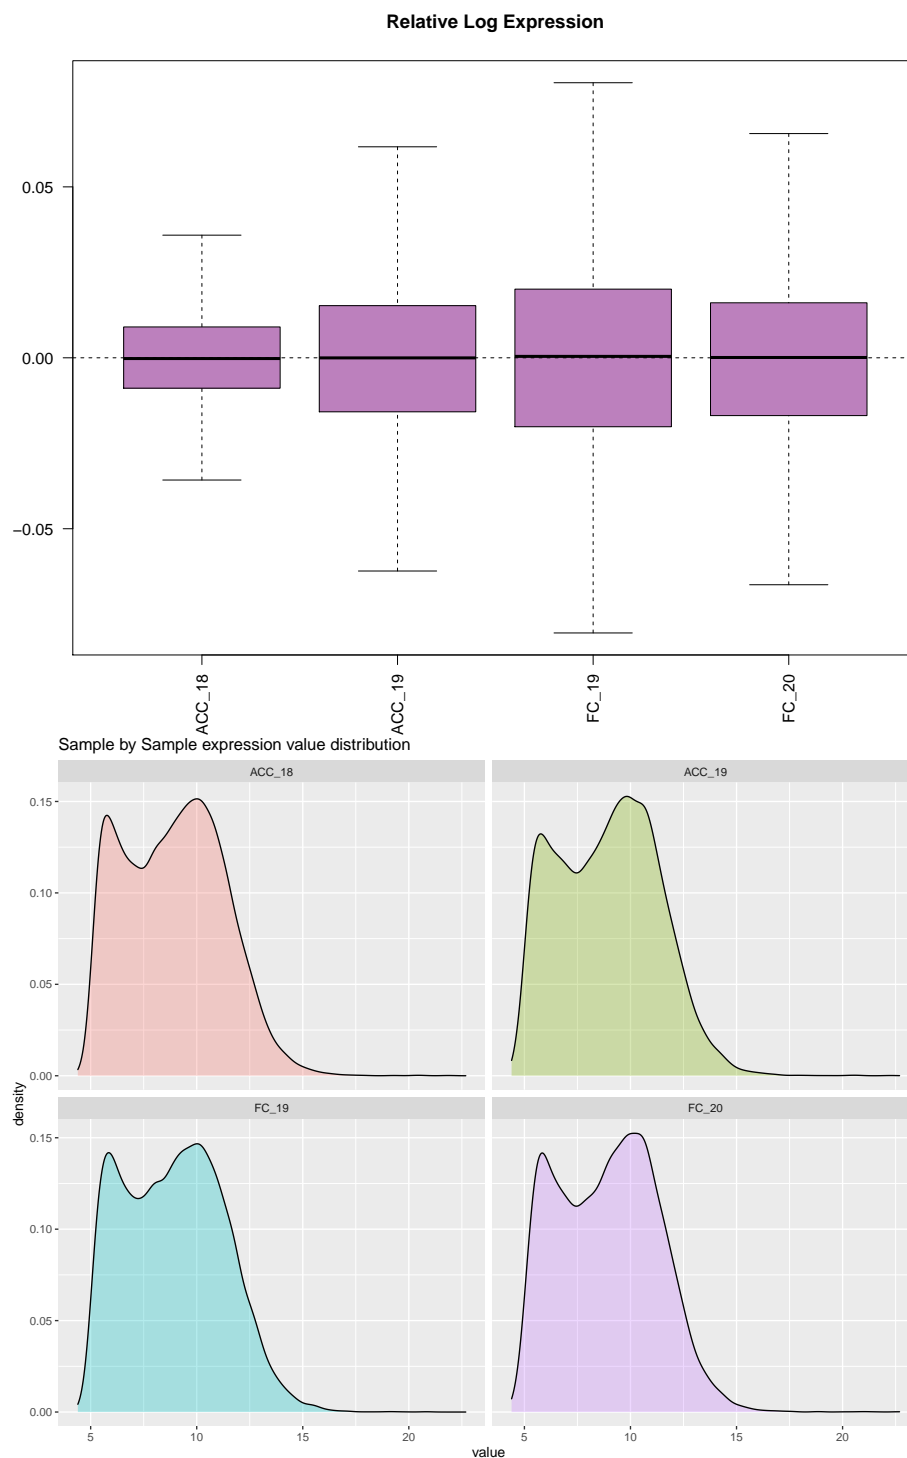 Relative Log Expression
0.05
0.00
−0.05
ACC_18
ACC_19
FC_19
FC_20
Sample by Sample expression value distribution
ACC_18
ACC_19
0.15
0.10
0.05
0.00
density
FC_19
FC_20
0.15
0.10
0.05
0.00
5
10
15
20
5
10
15
20
value